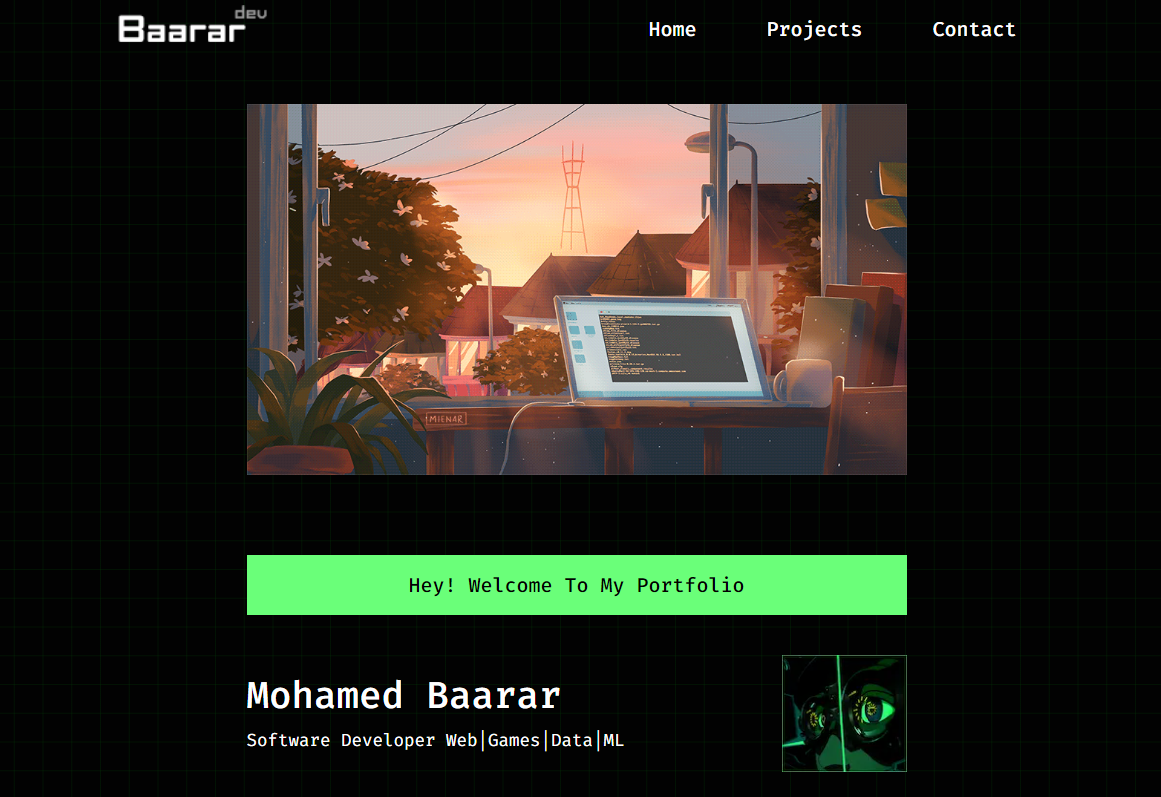 Baarar dev
Home Projects Contact
MIENAR
Hey! Welcome To My Portfolio
Mohamed Baarar
Software Developer Web|Games|Data|ML